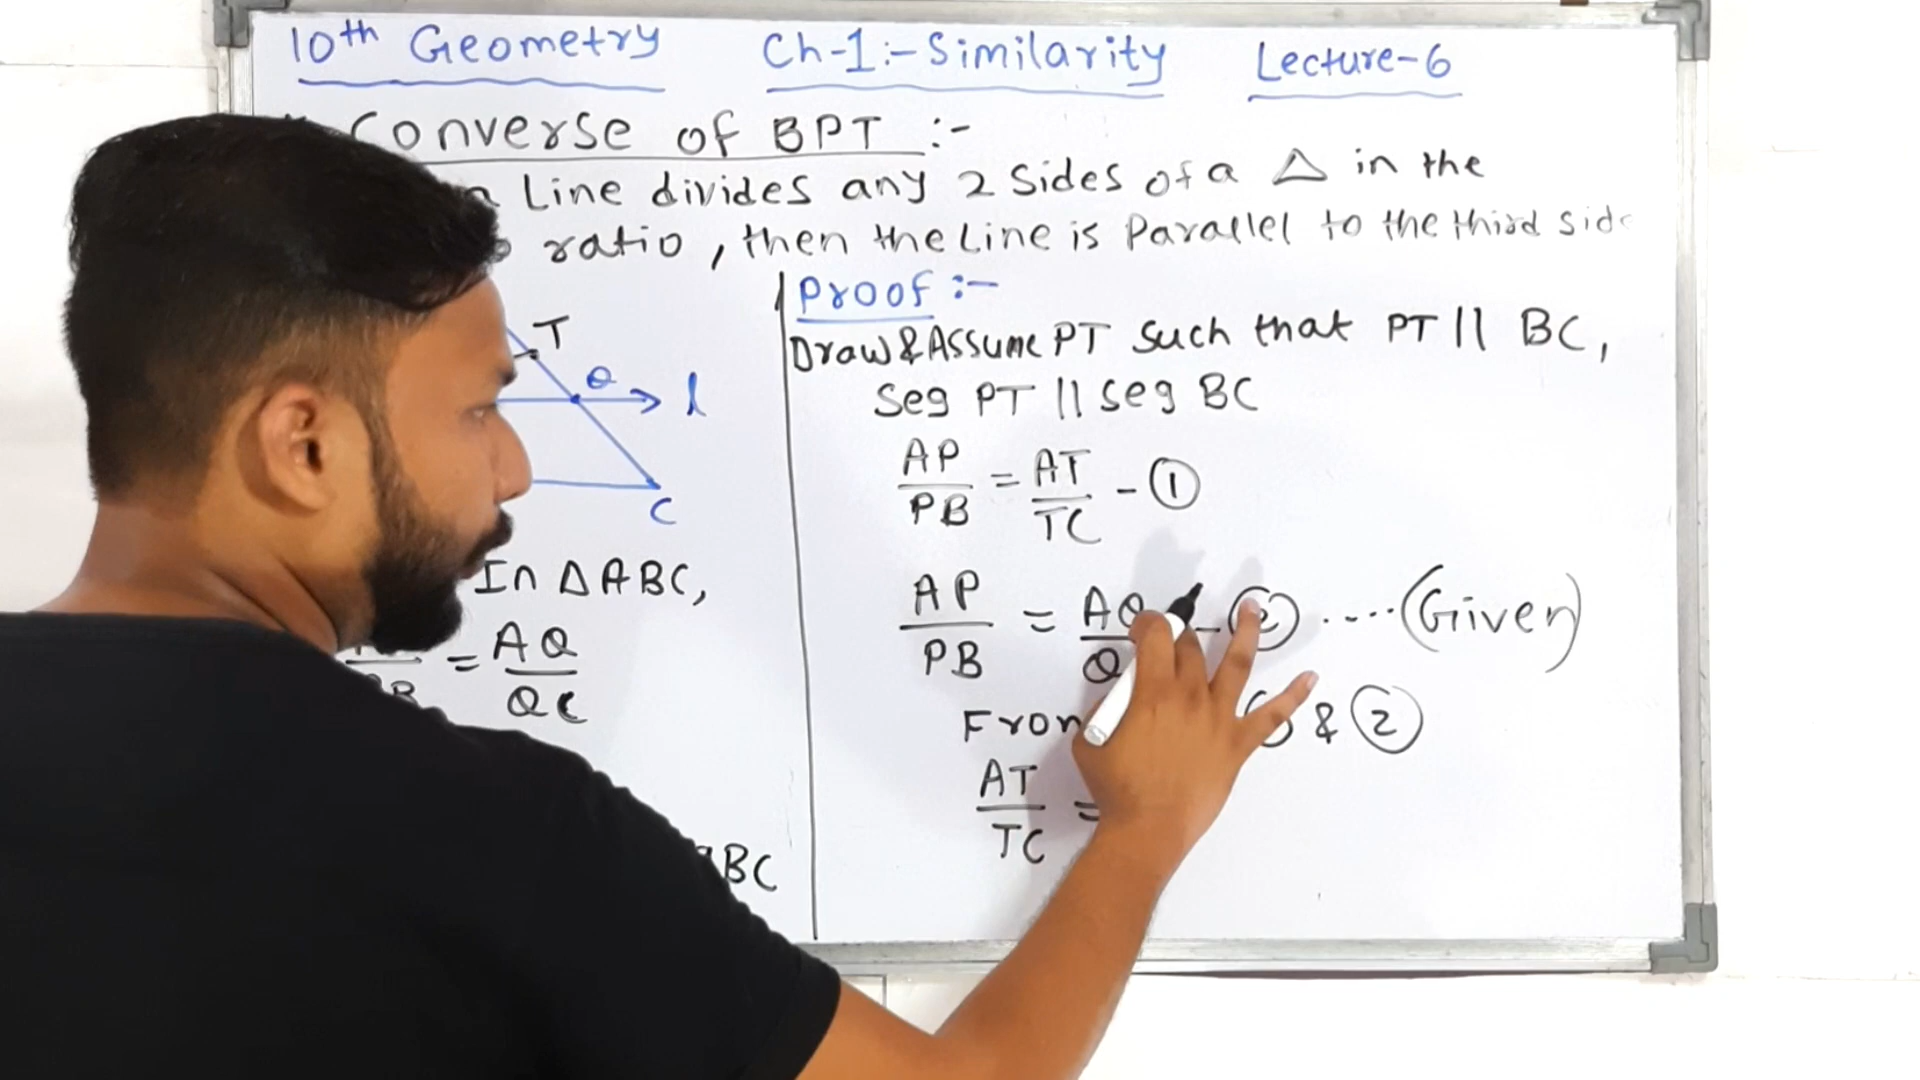 10th Geometry Ch-1:- Similarity Lecture-6
Converse of BPT :-
Line divides any 2 Sides of a △ in the
ratio, then the Line is Parallel to the third side
Proof :-
Draw & Assume PT Such that PT || BC,
Seg PT || seg BC
AP/PB = AT/TC - ①
AP/PB = AQ/Q - ② .... (Given)
& ②
AT/TC =
T
Q
l
C
In △ABC,
= AQ/QC
BC